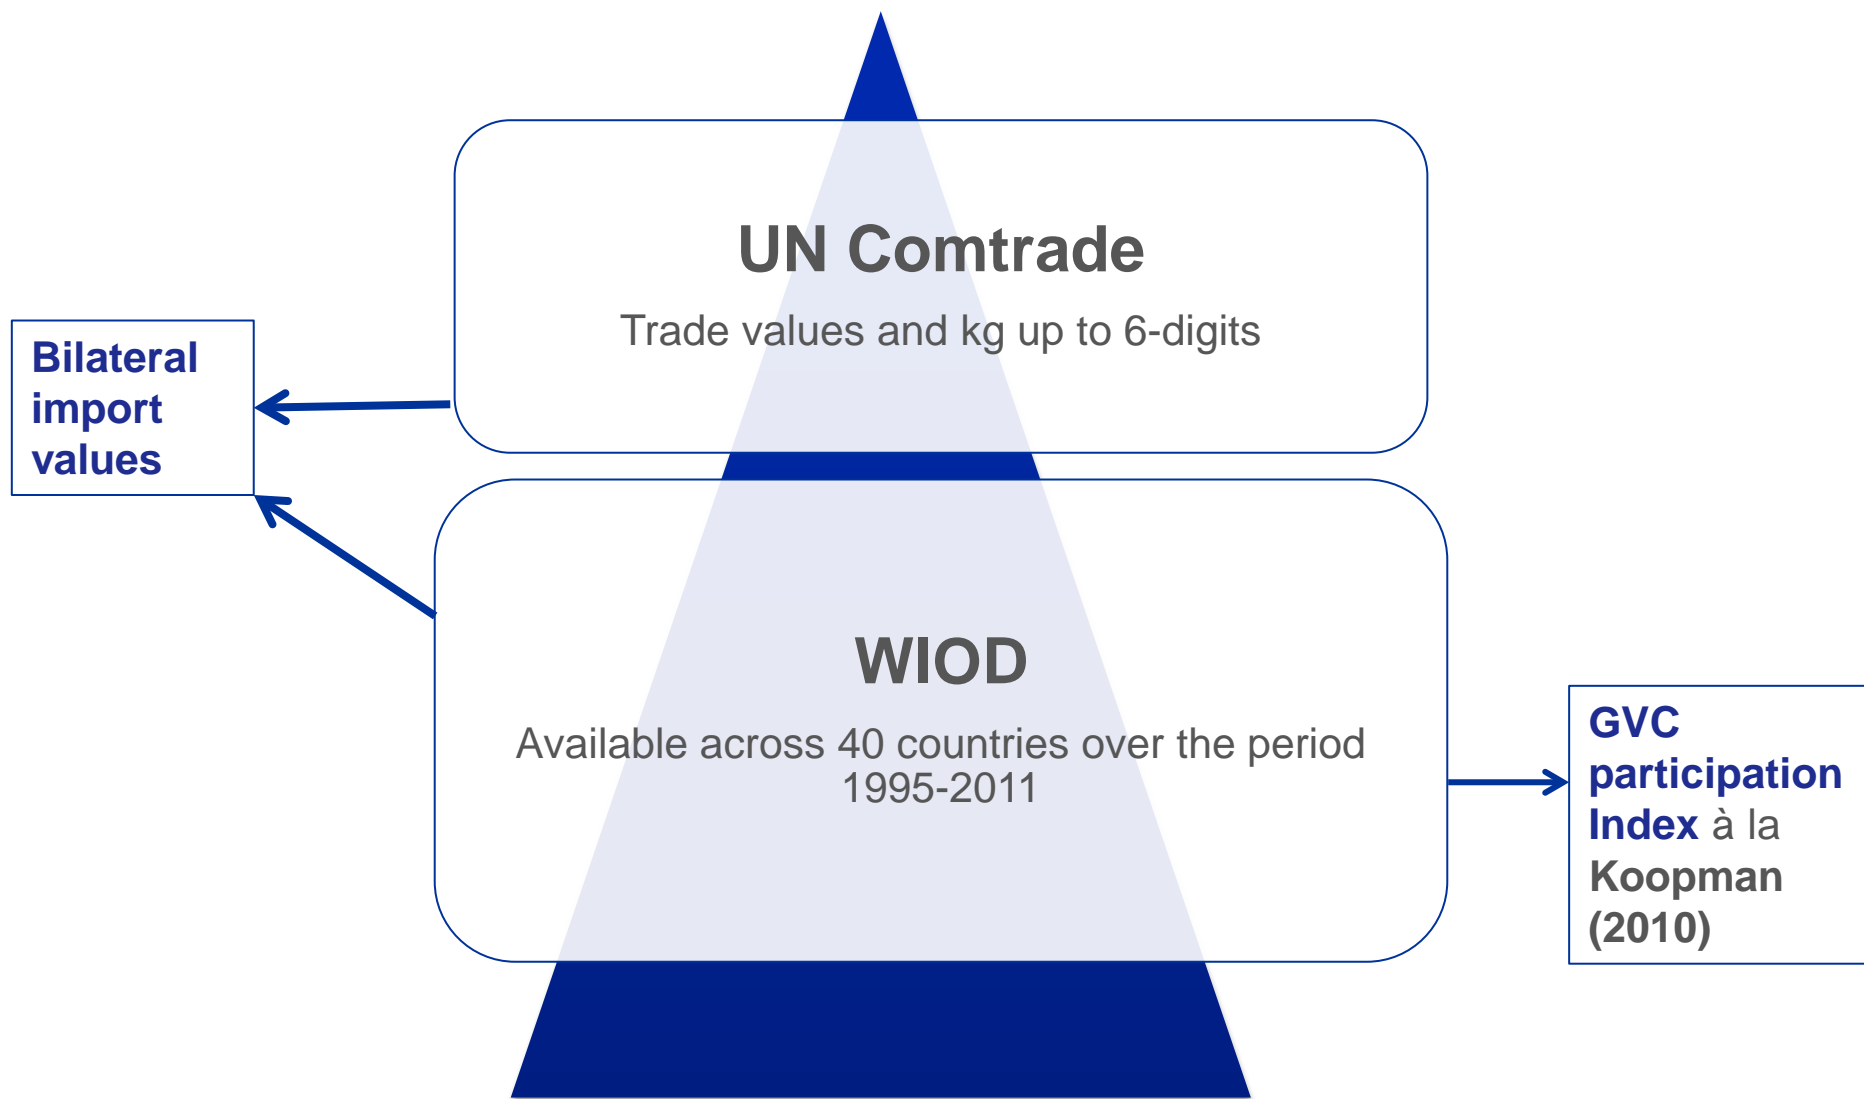 UN Comtrade
Trade values and kg up to 6-digits
Bilateral
import
values
WIOD
Available across 40 countries over the period
1995-2011
GVC
participation
Index à la
Koopman
(2010)